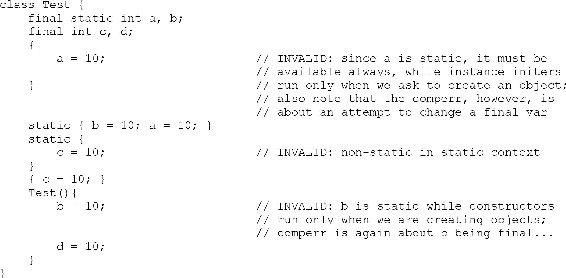 class Test {
final static int a, b;
final int c, d;
{
a = 10; // INVALID: since a is static, it must be
// available always, while instance initers
} // run only when we ask to create an object;
// also note that the comperr, however, is
// about an attempt to change a final var
static { b = 10; a = 10; }
static {
c = 10; // INVALID: non-static in static context
}
{ c = 10; }
Test(){
b = 10; // INVALID: b is static while constructors
// run only when we are creating objects;
// comperr is again about b being final...
d = 10;
}
}